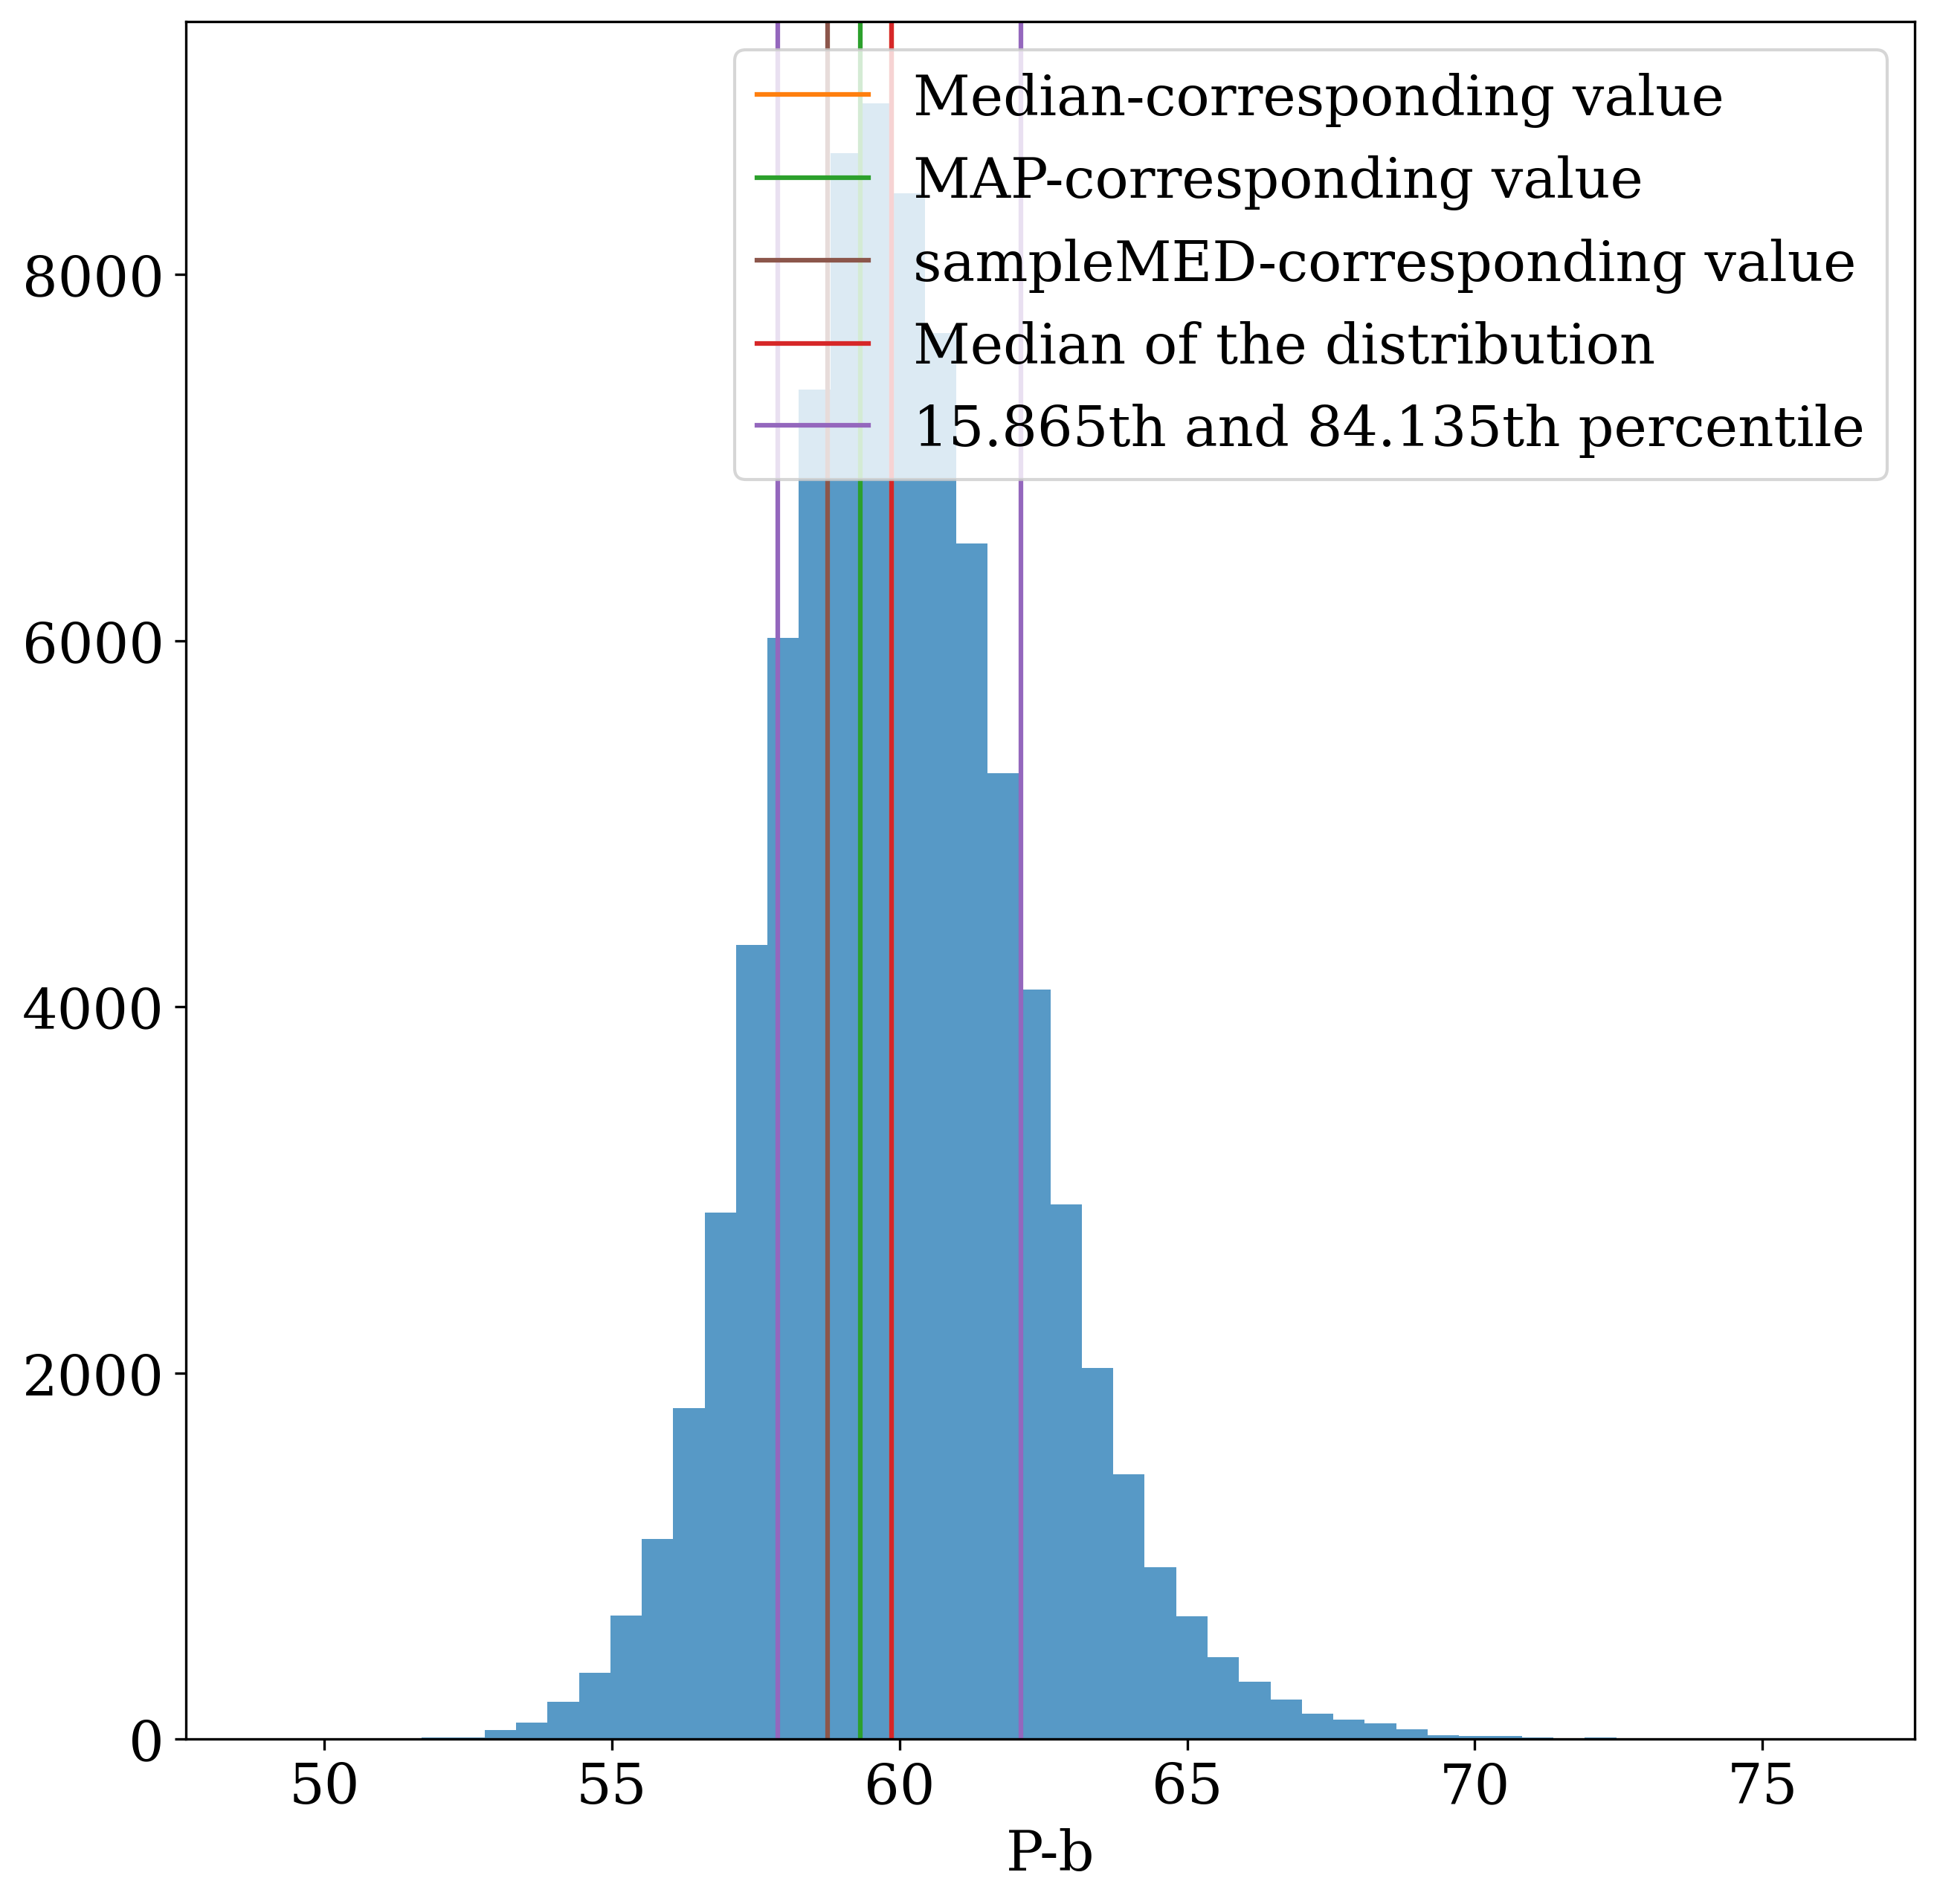 Median-corresponding value
MAP-corresponding value
sampleMED-corresponding value
Median of the distribution
15.865th and 84.135th percentile
8000
6000
4000
2000
0
50 55 60 65 70 75
P-b